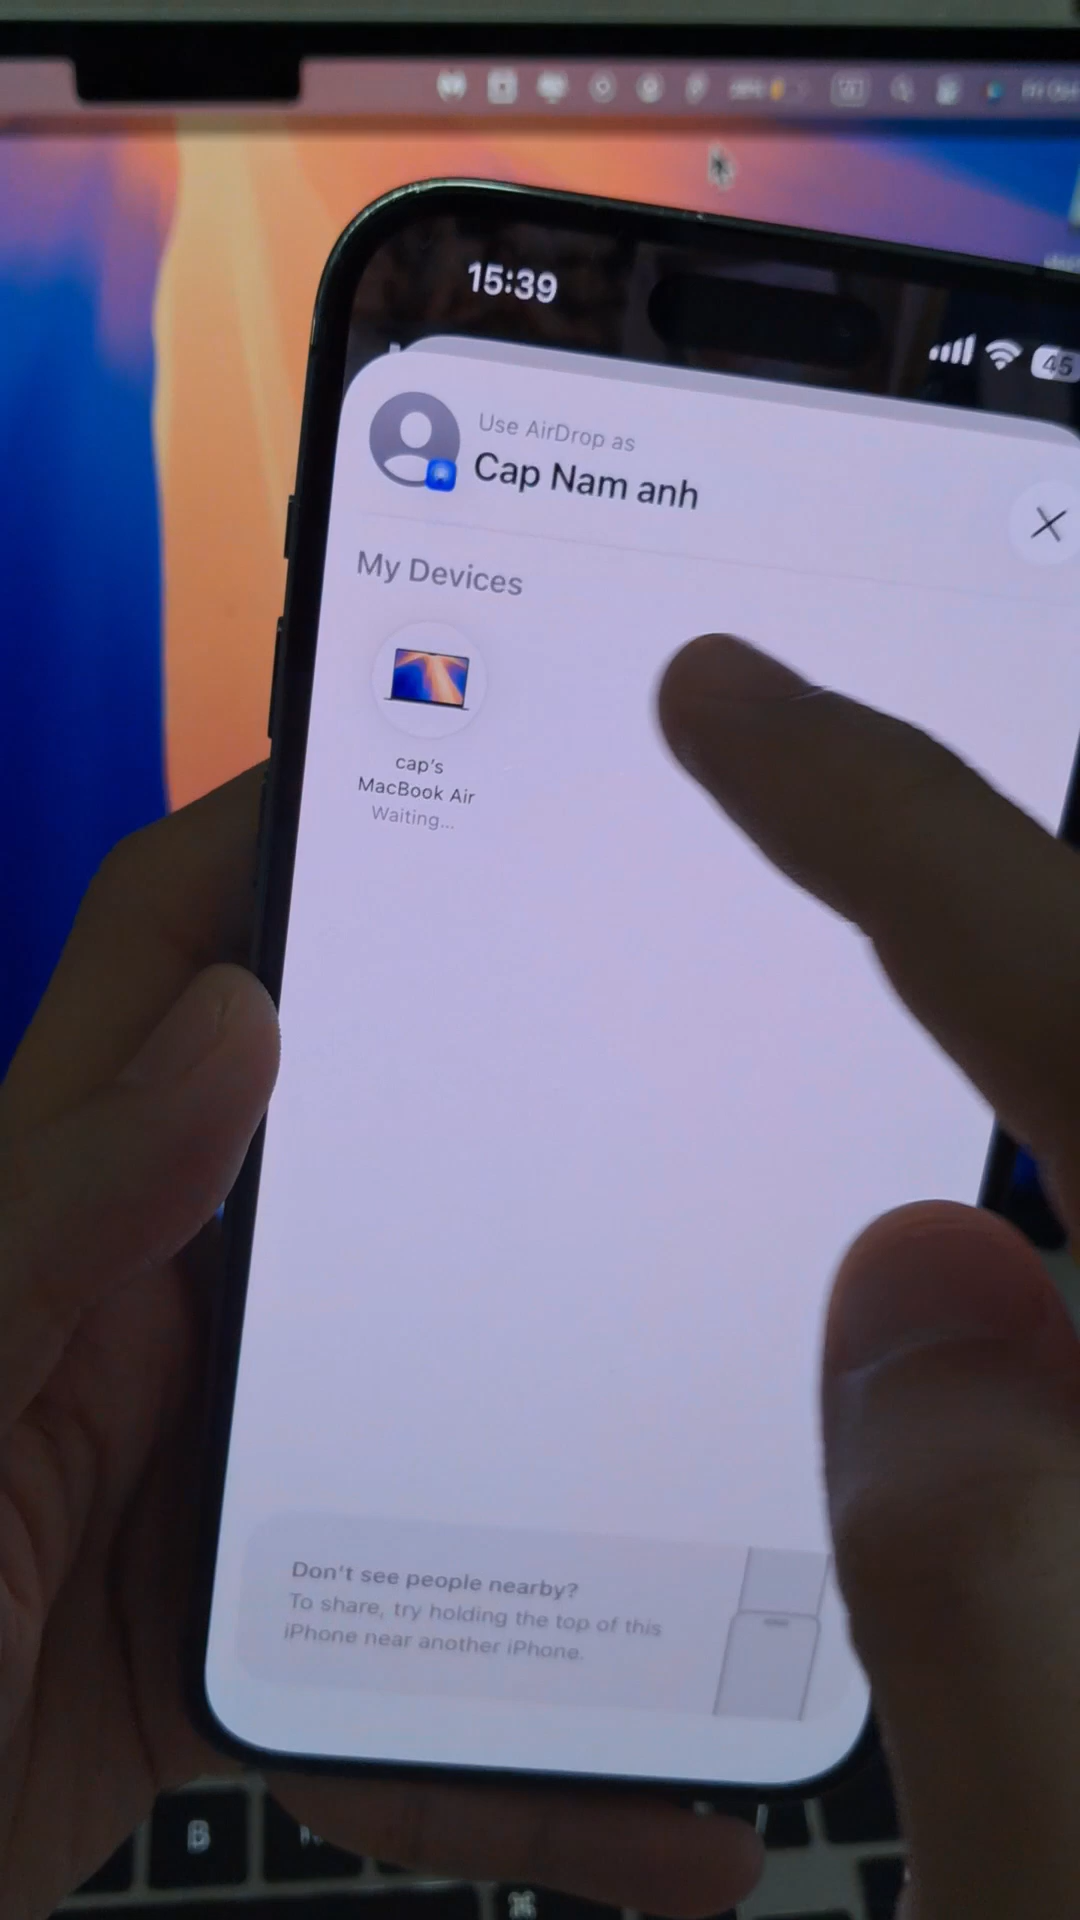 15:39
45
Use AirDrop as
Cap Nam anh
My Devices
cap's
MacBook Air
Waiting...
Don't see people nearby?
To share, try holding the top of this
iPhone near another iPhone.
B
⌘